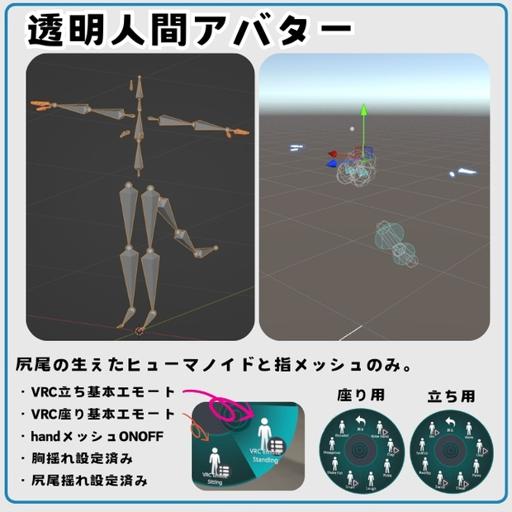 透明人間アバター
尻尾の生えたヒューマノイドと指メッシュのみ。
・VRC立ち基本エモート
・VRC座り基本エモート
・handメッシュONOFF
・胸揺れ設定済み
・尻尾揺れ設定済み
VRC Emote
Standing
VRC Emote
Sitting
座り用
立ち用